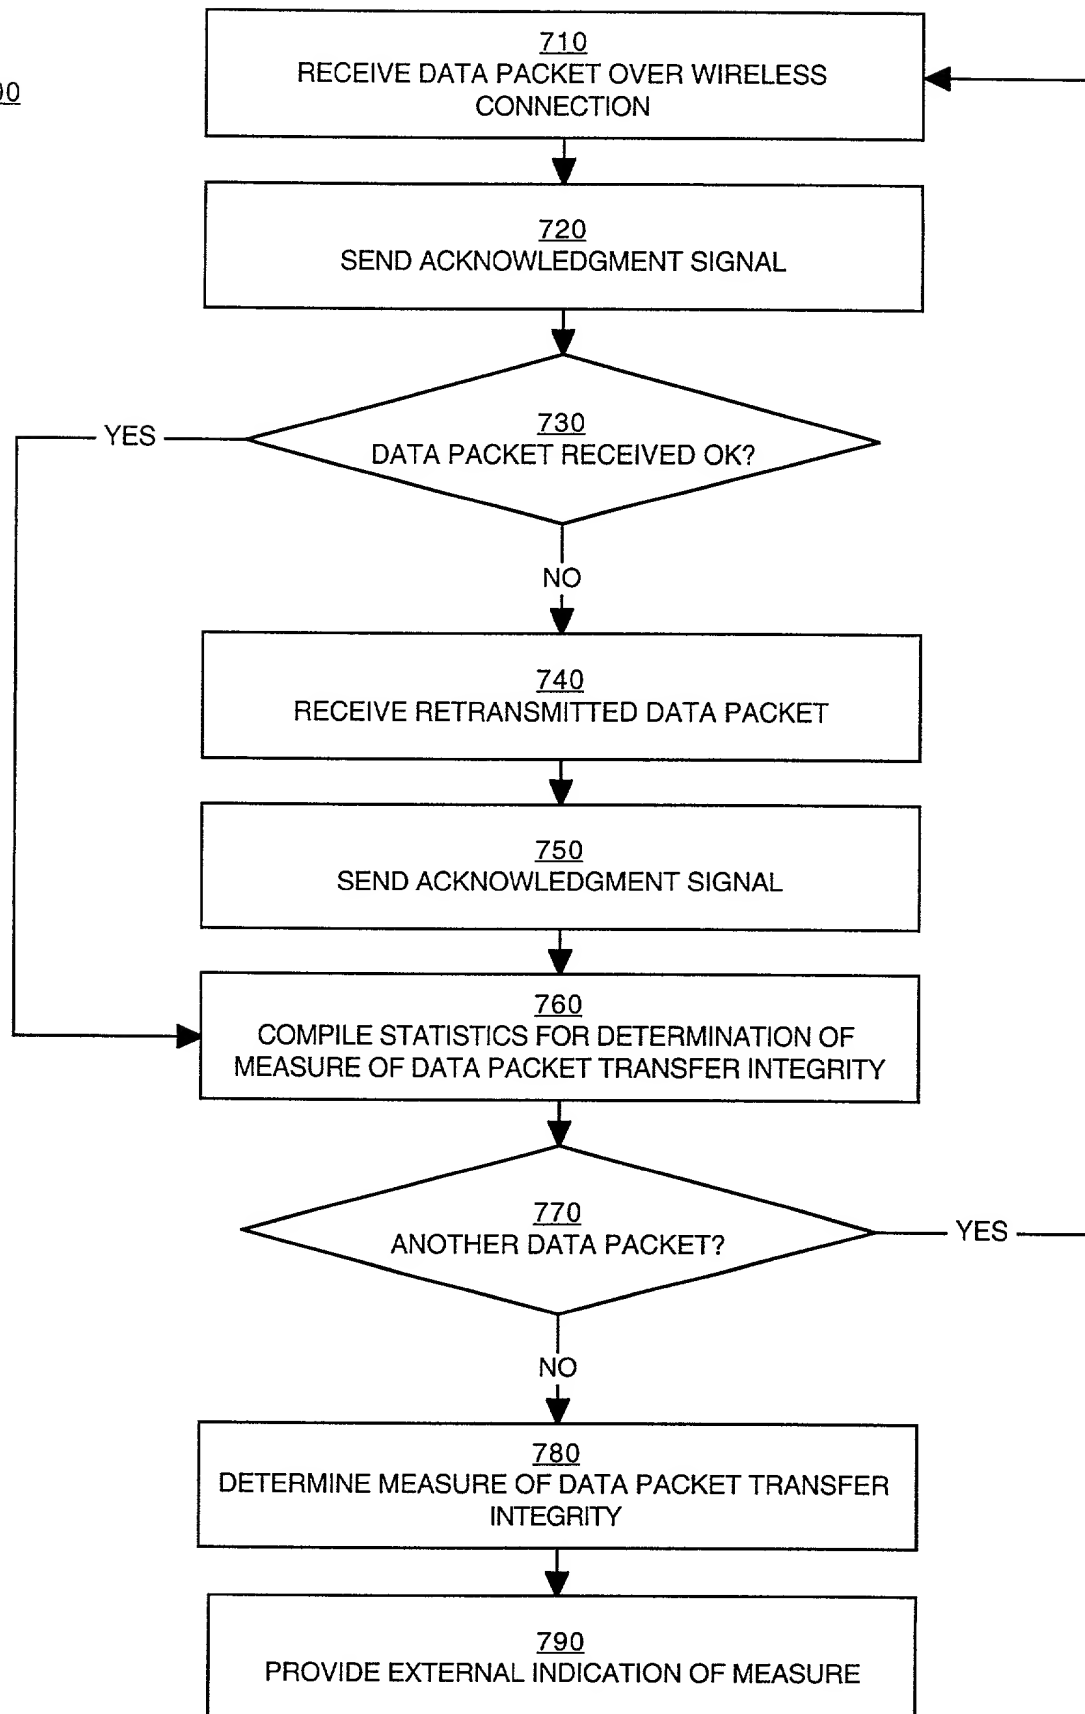 710
RECEIVE DATA PACKET OVER WIRELESS
CONNECTION
00
720
SEND ACKNOWLEDGMENT SIGNAL
YES
730
DATA PACKET RECEIVED OK?
NO
740
RECEIVE RETRANSMITTED DATA PACKET
750
SEND ACKNOWLEDGMENT SIGNAL
760
COMPILE STATISTICS FOR DETERMINATION OF
MEASURE OF DATA PACKET TRANSFER INTEGRITY
770
ANOTHER DATA PACKET?
YES
NO
780
DETERMINE MEASURE OF DATA PACKET TRANSFER
INTEGRITY
790
PROVIDE EXTERNAL INDICATION OF MEASURE